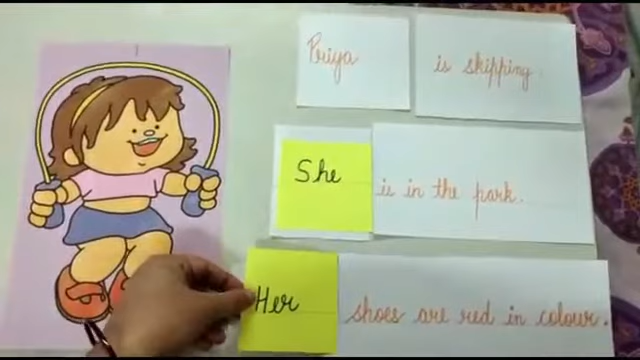 Priya is skipping.
She is in the park.
Her shoes are red in colour.